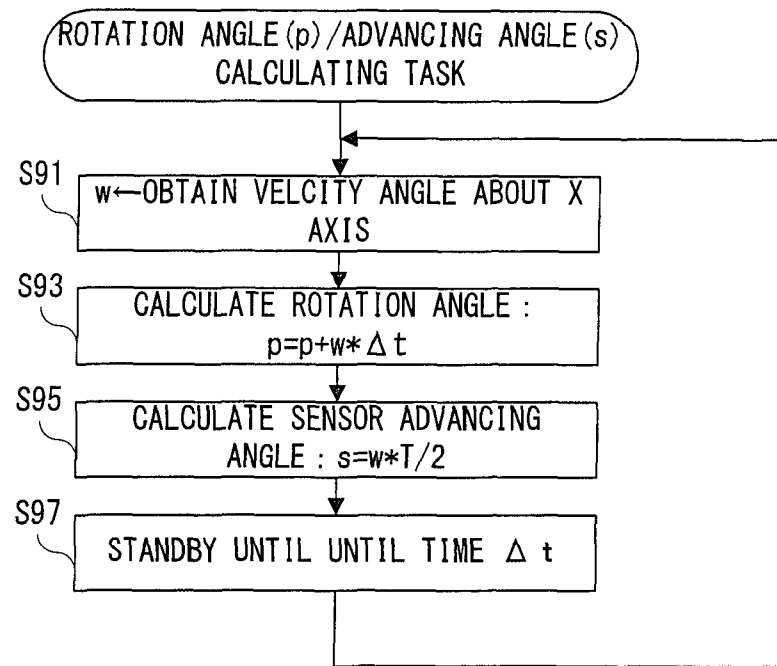 ROTATION ANGLE(p)/ADVANCING ANGLE(s)
CALCULATING TASK
S91
w←OBTAIN VELCITY ANGLE ABOUT X
AXIS
S93
CALCULATE ROTATION ANGLE :
p=p+w*Δt
S95
CALCULATE SENSOR ADVANCING
ANGLE : s=w*T/2
S97
STANDBY UNTIL UNTIL TIME Δ t